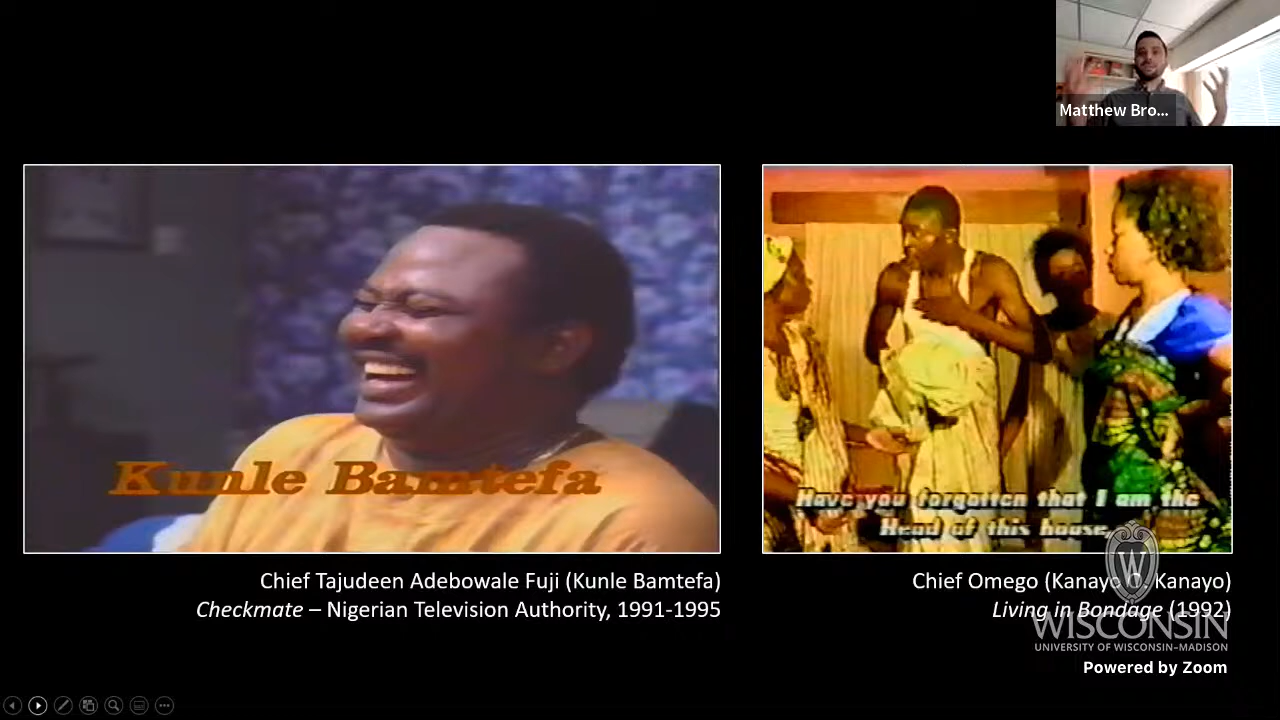 Matthew Bro...
Kunle Bamtefa
Have you forgotten that I am the
Head of this house,
Chief Tajudeen Adebowale Fuji (Kunle Bamtefa)
Checkmate – Nigerian Television Authority, 1991-1995
Chief Omego (Kanayo O. Kanayo)
Living in Bondage (1992)
W
WISCONSIN
UNIVERSITY OF WISCONSIN–MADISON
Powered by Zoom